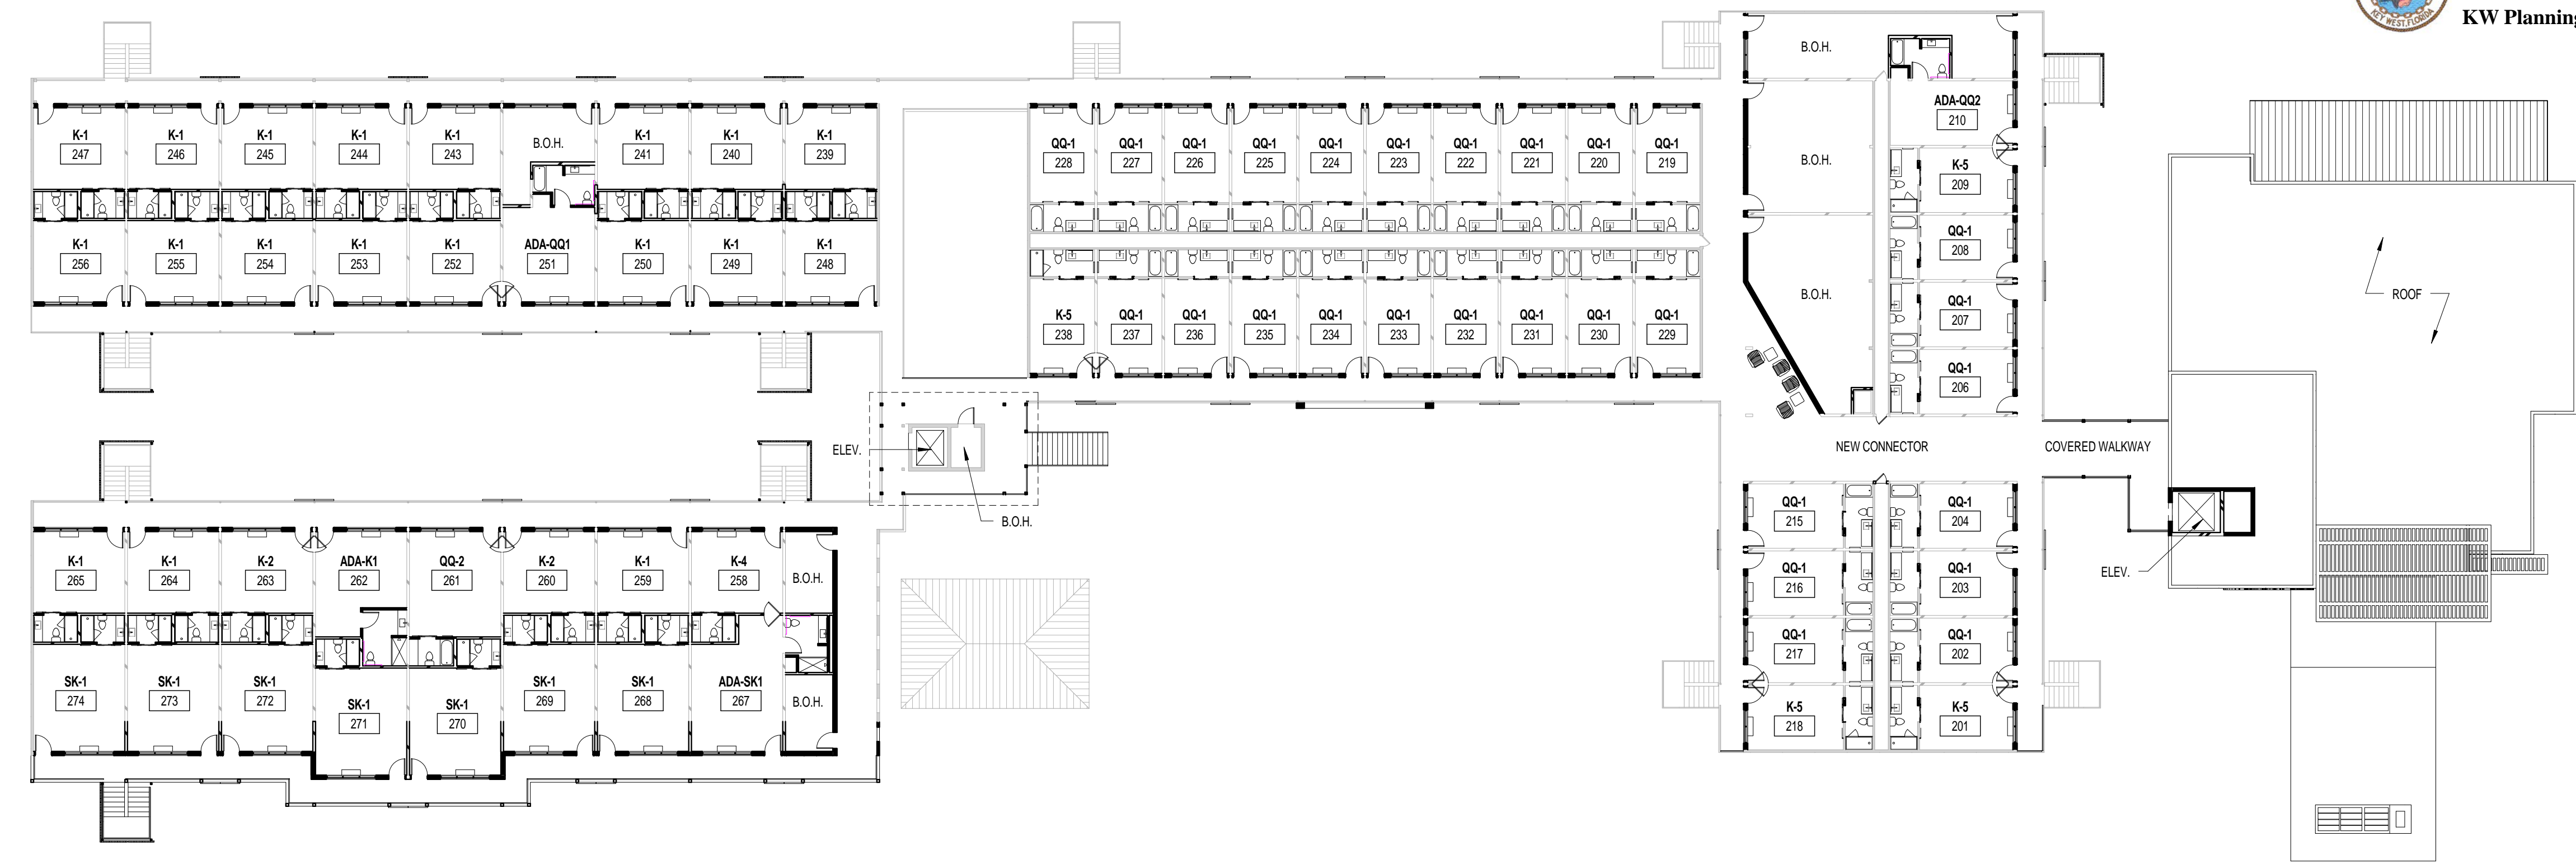 KEY WEST, FLORIDA
KW Planning
B.O.H.
K-1
247
K-1
246
K-1
245
K-1
244
K-1
243
B.O.H.
K-1
241
K-1
240
K-1
239
K-1
256
K-1
255
K-1
254
K-1
253
K-1
252
ADA-QQ1
251
K-1
250
K-1
249
K-1
248
QQ-1
228
QQ-1
227
QQ-1
226
QQ-1
225
QQ-1
224
QQ-1
223
QQ-1
222
QQ-1
221
QQ-1
220
QQ-1
219
K-5
238
QQ-1
237
QQ-1
236
QQ-1
235
QQ-1
234
QQ-1
233
QQ-1
232
QQ-1
231
QQ-1
230
QQ-1
229
B.O.H.
B.O.H.
ADA-QQ2
210
K-5
209
QQ-1
208
QQ-1
207
QQ-1
206
ROOF
ELEV.
B.O.H.
NEW CONNECTOR
COVERED WALKWAY
K-1
265
K-1
264
K-2
263
ADA-K1
262
QQ-2
261
K-2
260
K-1
259
K-4
258
B.O.H.
SK-1
274
SK-1
273
SK-1
272
SK-1
271
SK-1
270
SK-1
269
SK-1
268
ADA-SK1
267
B.O.H.
QQ-1
215
QQ-1
204
QQ-1
216
QQ-1
203
QQ-1
217
QQ-1
202
K-5
218
K-5
201
ELEV.